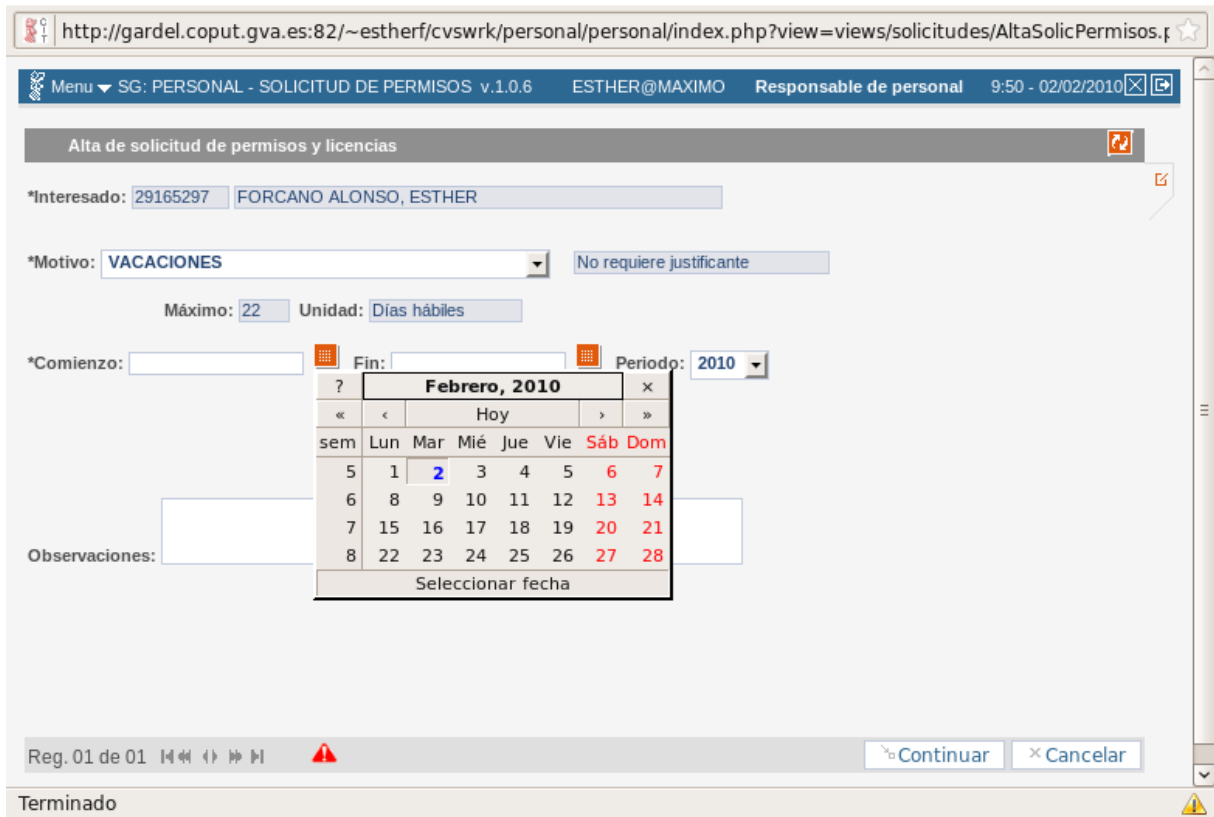 http://gardel.coput.gva.es:82/~estherf/cvswrk/personal/personal/index.php?view=views/solicitudes/AltaSolicPermisos.p
Menu SG: PERSONAL - SOLICITUD DE PERMISOS v.1.0.6 ESTHER@MAXIMO Responsable de personal 9:50 - 02/02/2010
Alta de solicitud de permisos y licencias
*Interesado: 29165297 FORCANO ALONSO, ESTHER
*Motivo: VACACIONES No requiere justificante
Máximo: 22 Unidad: Días hábiles
*Comienzo: Fin: Periodo: 2010
? Febrero, 2010 ×
« ‹ Hoy › »
sem Lun Mar Mié Jue Vie Sáb Dom
5 1 2 3 4 5 6 7
6 8 9 10 11 12 13 14
7 15 16 17 18 19 20 21
8 22 23 24 25 26 27 28
Seleccionar fecha
Observaciones:
Reg. 01 de 01 Continuar Cancelar
Terminado